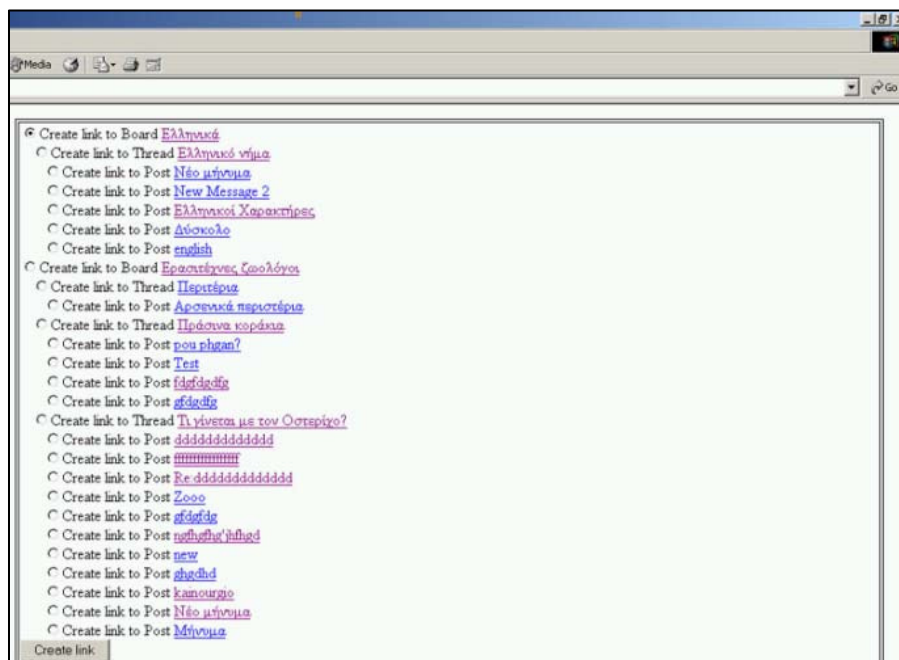 Media
Go
Create link to Board Ελληνικά
Create link to Thread Ελληνικό νήμα
Create link to Post Νέο μήνυμα
Create link to Post New Message 2
Create link to Post Ελληνικοί Χαρακτήρες
Create link to Post Δύσκολο
Create link to Post english
Create link to Board Ερασιτέχνες ζωολόγοι
Create link to Thread Περιτέρια
Create link to Post Αρσενικά περιστέρια
Create link to Thread Πράσινα κοράκια
Create link to Post pou phgan?
Create link to Post Test
Create link to Post fdgfdgdfg
Create link to Post gfdgdfg
Create link to Thread Τι γίνεται με τον Οστερίχο?
Create link to Post ddddddddddddd
Create link to Post
Create link to Post Re:ddddddddddddd
Create link to Post Zooo
Create link to Post gfdgfdg
Create link to Post ngfhgfhg'jhfhgd
Create link to Post new
Create link to Post ghgdhd
Create link to Post kainourgio
Create link to Post Νέο μήνυμα
Create link to Post Μήνυμα
Create link